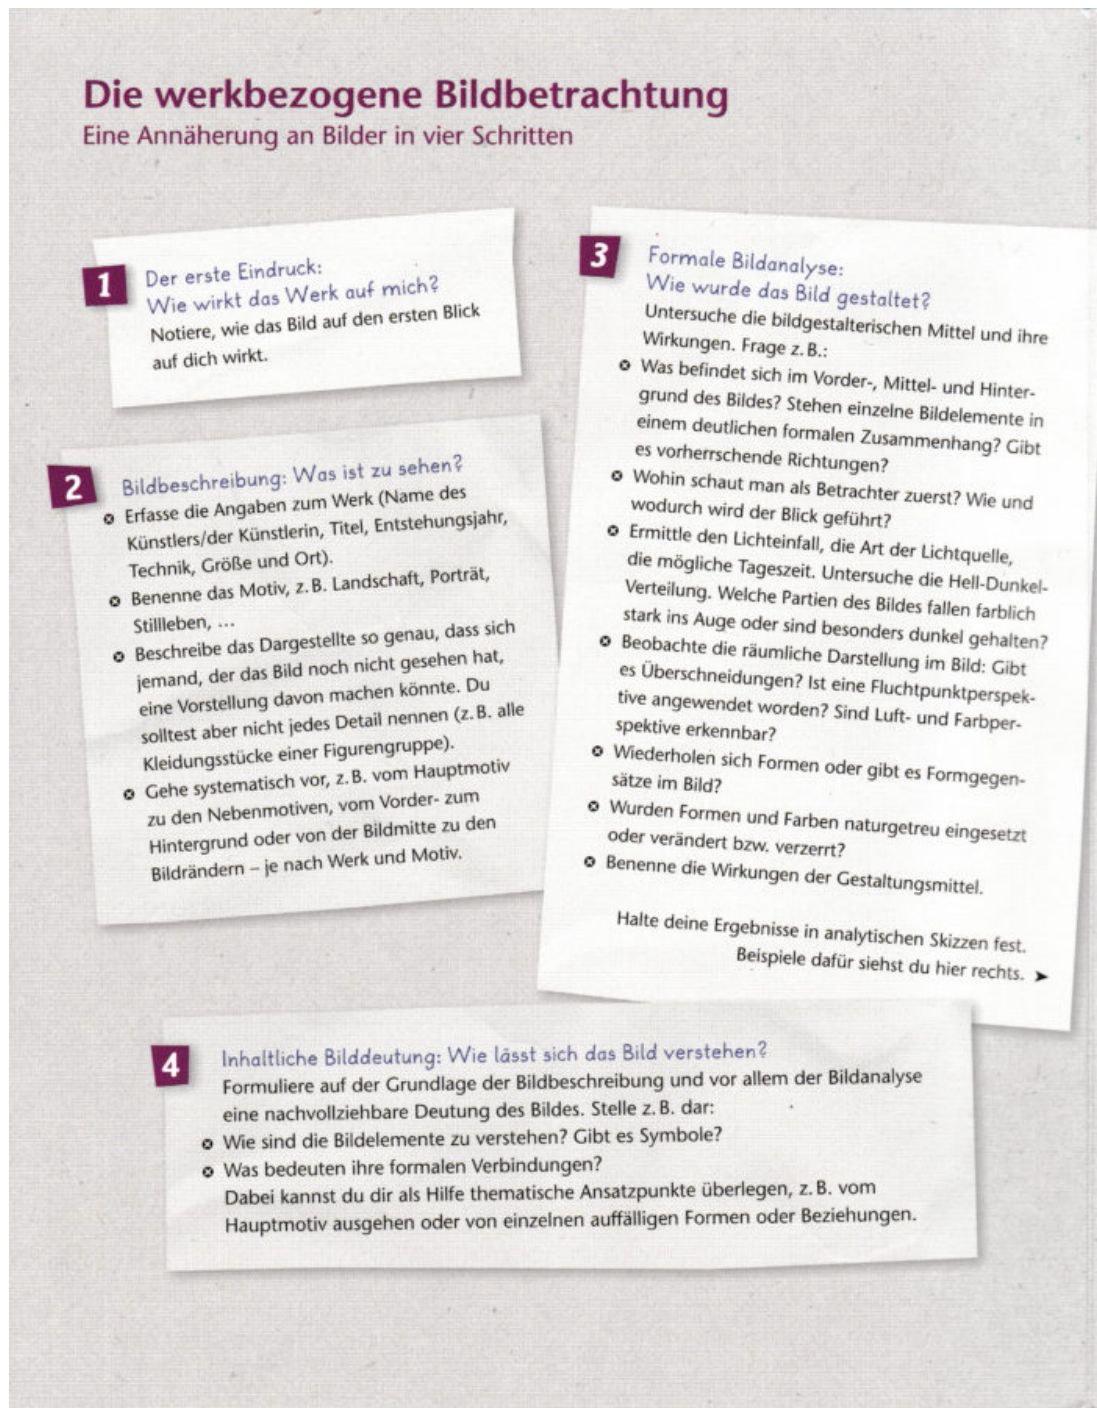 Die werkbezogene Bildbetrachtung
Eine Annäherung an Bilder in vier Schritten
1
Der erste Eindruck:
Wie wirkt das Werk auf mich?
Notiere, wie das Bild auf den ersten Blick
auf dich wirkt.
2
Bildbeschreibung: Was ist zu sehen?
Erfasse die Angaben zum Werk (Name des
Künstlers/der Künstlerin, Titel, Entstehungsjahr,
Technik, Größe und Ort).
Benenne das Motiv, z. B. Landschaft, Porträt,
Stillleben, ...
Beschreibe das Dargestellte so genau, dass sich
jemand, der das Bild noch nicht gesehen hat,
eine Vorstellung davon machen könnte. Du
solltest aber nicht jedes Detail nennen (z. B. alle
Kleidungsstücke einer Figurengruppe).
Gehe systematisch vor, z. B. vom Hauptmotiv
zu den Nebenmotiven, vom Vorder- zum
Hintergrund oder von der Bildmitte zu den
Bildrändern – je nach Werk und Motiv.
3
Formale Bildanalyse:
Wie wurde das Bild gestaltet?
Untersuche die bildgestalterischen Mittel und ihre
Wirkungen. Frage z. B.:
Was befindet sich im Vorder-, Mittel- und Hinter-
grund des Bildes? Stehen einzelne Bildelemente in
einem deutlichen formalen Zusammenhang? Gibt
es vorherrschende Richtungen?
Wohin schaut man als Betrachter zuerst? Wie und
wodurch wird der Blick geführt?
Ermittle den Lichteinfall, die Art der Lichtquelle,
die mögliche Tageszeit. Untersuche die Hell-Dunkel-
Verteilung. Welche Partien des Bildes fallen farblich
stark ins Auge oder sind besonders dunkel gehalten?
Beobachte die räumliche Darstellung im Bild: Gibt
es Überschneidungen? Ist eine Fluchtpunktperspek-
tive angewendet worden? Sind Luft- und Farbper-
spektive erkennbar?
Wiederholen sich Formen oder gibt es Formgegen-
sätze im Bild?
Wurden Formen und Farben naturgetreu eingesetzt
oder verändert bzw. verzerrt?
Benenne die Wirkungen der Gestaltungsmittel.
Halte deine Ergebnisse in analytischen Skizzen fest.
Beispiele dafür siehst du hier rechts. ➤
4
Inhaltliche Bilddeutung: Wie lässt sich das Bild verstehen?
Formuliere auf der Grundlage der Bildbeschreibung und vor allem der Bildanalyse
eine nachvollziehbare Deutung des Bildes. Stelle z. B. dar:
Wie sind die Bildelemente zu verstehen? Gibt es Symbole?
Was bedeuten ihre formalen Verbindungen?
Dabei kannst du dir als Hilfe thematische Ansatzpunkte überlegen, z. B. vom
Hauptmotiv ausgehen oder von einzelnen auffälligen Formen oder Beziehungen.